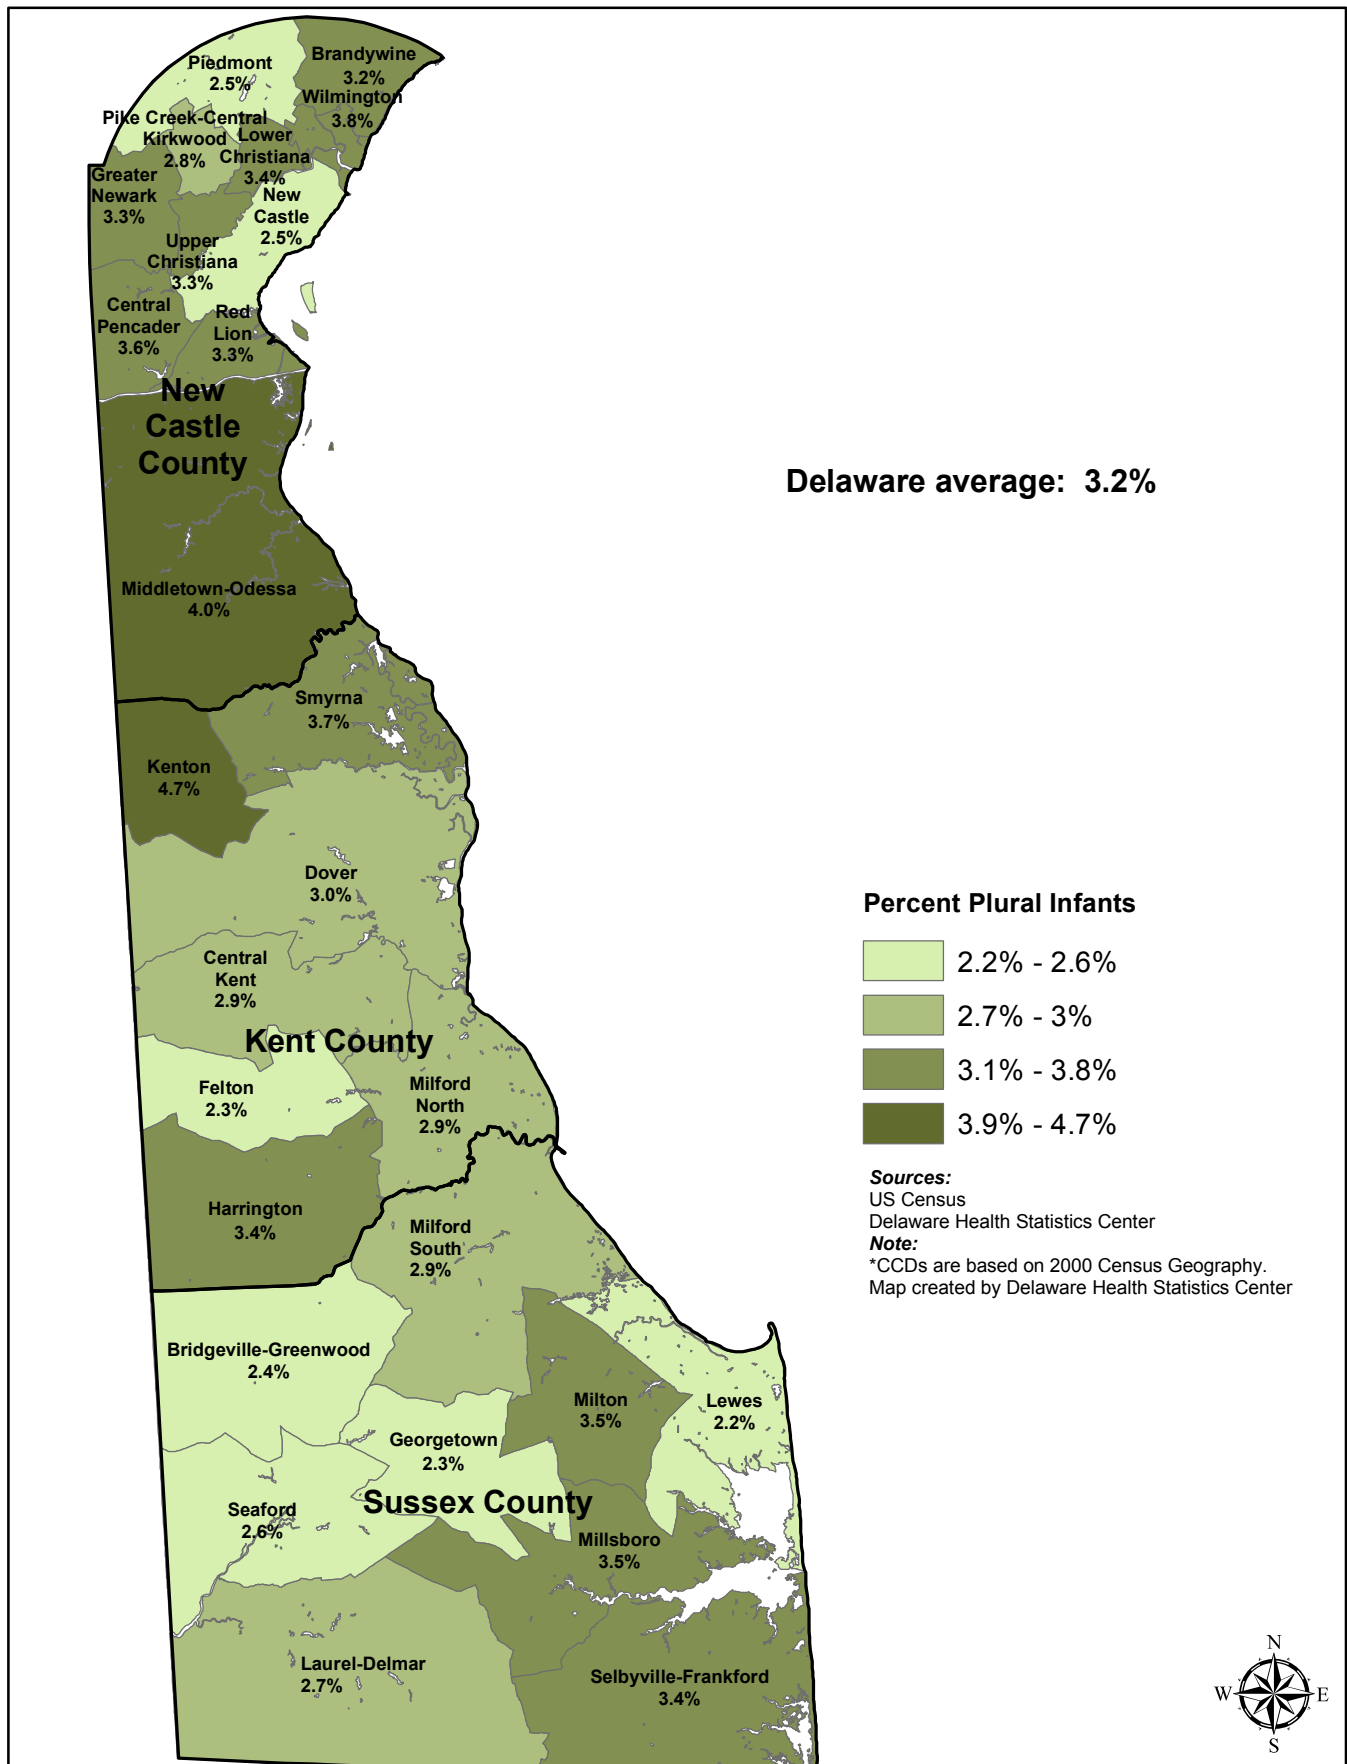 Piedmont
2.5%
Brandywine
3.2%
Wilmington
3.8%
Pike Creek-Central
Kirkwood
2.8%
Lower
Christiana
3.4%
Greater
Newark
3.3%
New
Castle
2.5%
Upper
Christiana
3.3%
Central
Pencader
3.6%
Red
Lion
3.3%
New
Castle
County
Delaware average: 3.2%
Middletown-Odessa
4.0%
Smyrna
3.7%
Kenton
4.7%
Dover
3.0%
Central
Kent
2.9%
Kent County
Felton
2.3%
Milford
North
2.9%
Harrington
3.4%
Milford
South
2.9%
Bridgeville-Greenwood
2.4%
Milton
3.5%
Lewes
2.2%
Georgetown
2.3%
Sussex County
Seaford
2.6%
Millsboro
3.5%
Laurel-Delmar
2.7%
Selbyville-Frankford
3.4%
Percent Plural Infants
2.2% - 2.6%
2.7% - 3%
3.1% - 3.8%
3.9% - 4.7%
Sources:
US Census
Delaware Health Statistics Center
Note:
*CCDs are based on 2000 Census Geography.
Map created by Delaware Health Statistics Center
N
W E
S